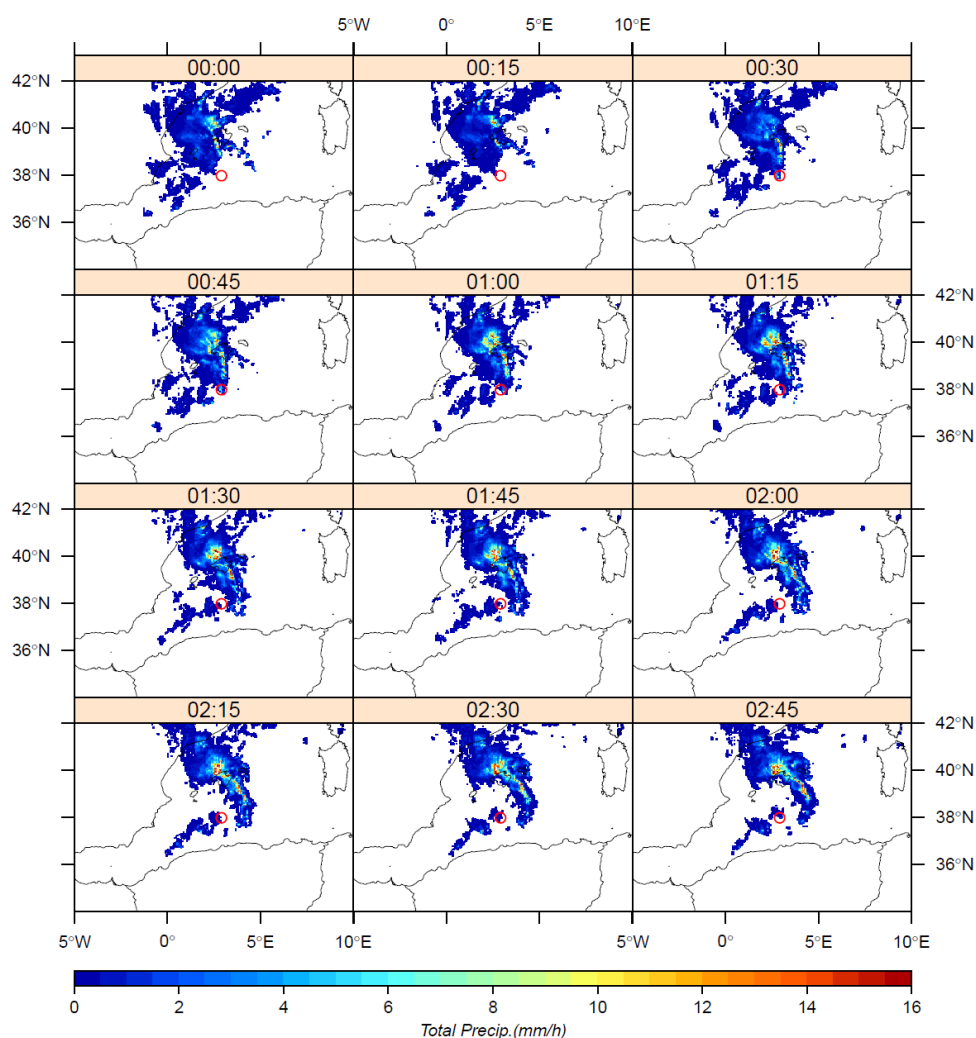 5°W 0° 5°E 10°E
00:00 00:15 00:30
42°N
40°N
38°N
36°N
00:45 01:00 01:15
42°N
40°N
38°N
36°N
01:30 01:45 02:00
42°N
40°N
38°N
36°N
02:15 02:30 02:45
42°N
40°N
38°N
36°N
5°W 0° 5°E 10°E 5°W 0° 5°E 10°E
0 2 4 6 8 10 12 14 16
Total Precip.(mm/h)